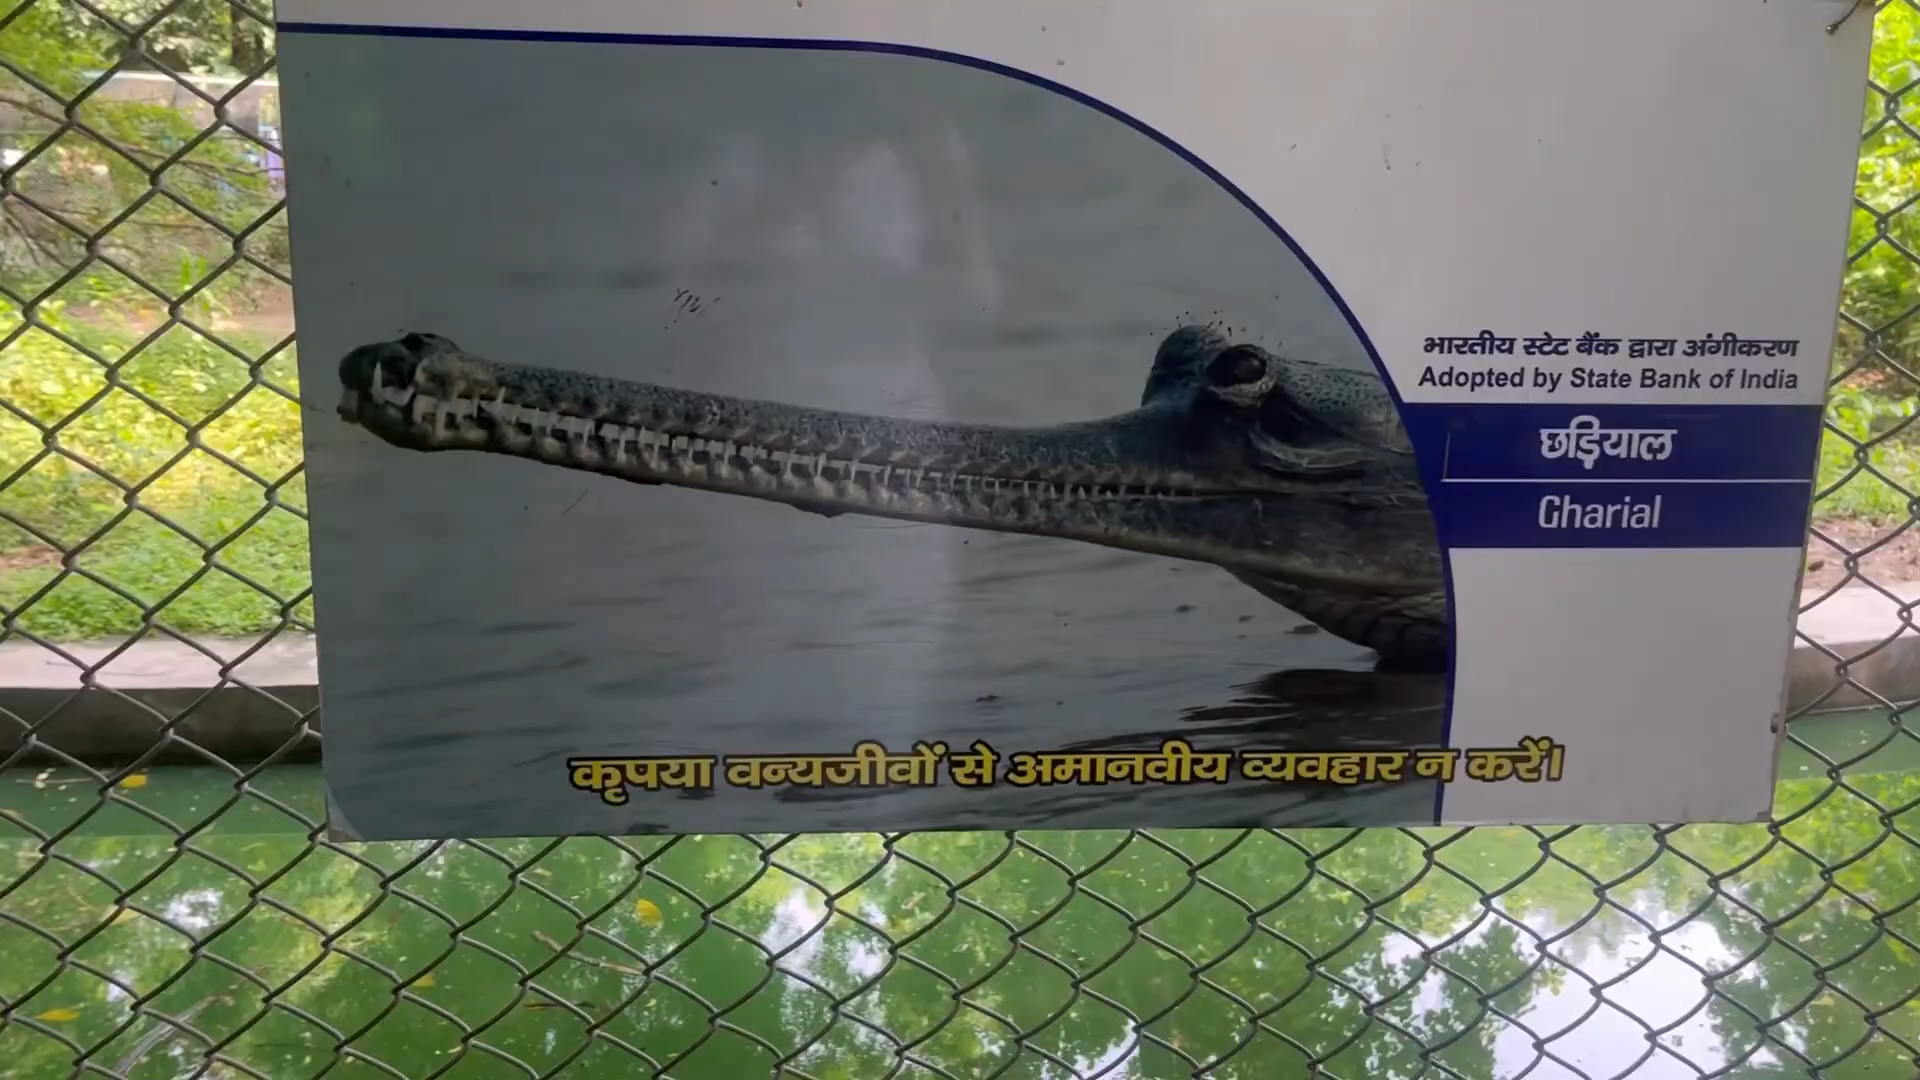 भारतीय स्टेट बैंक द्वारा अंगीकरण
Adopted by State Bank of India
छड़ियाल
Gharial
कृपया वन्यजीवों से अमानवीय व्यवहार न करें।